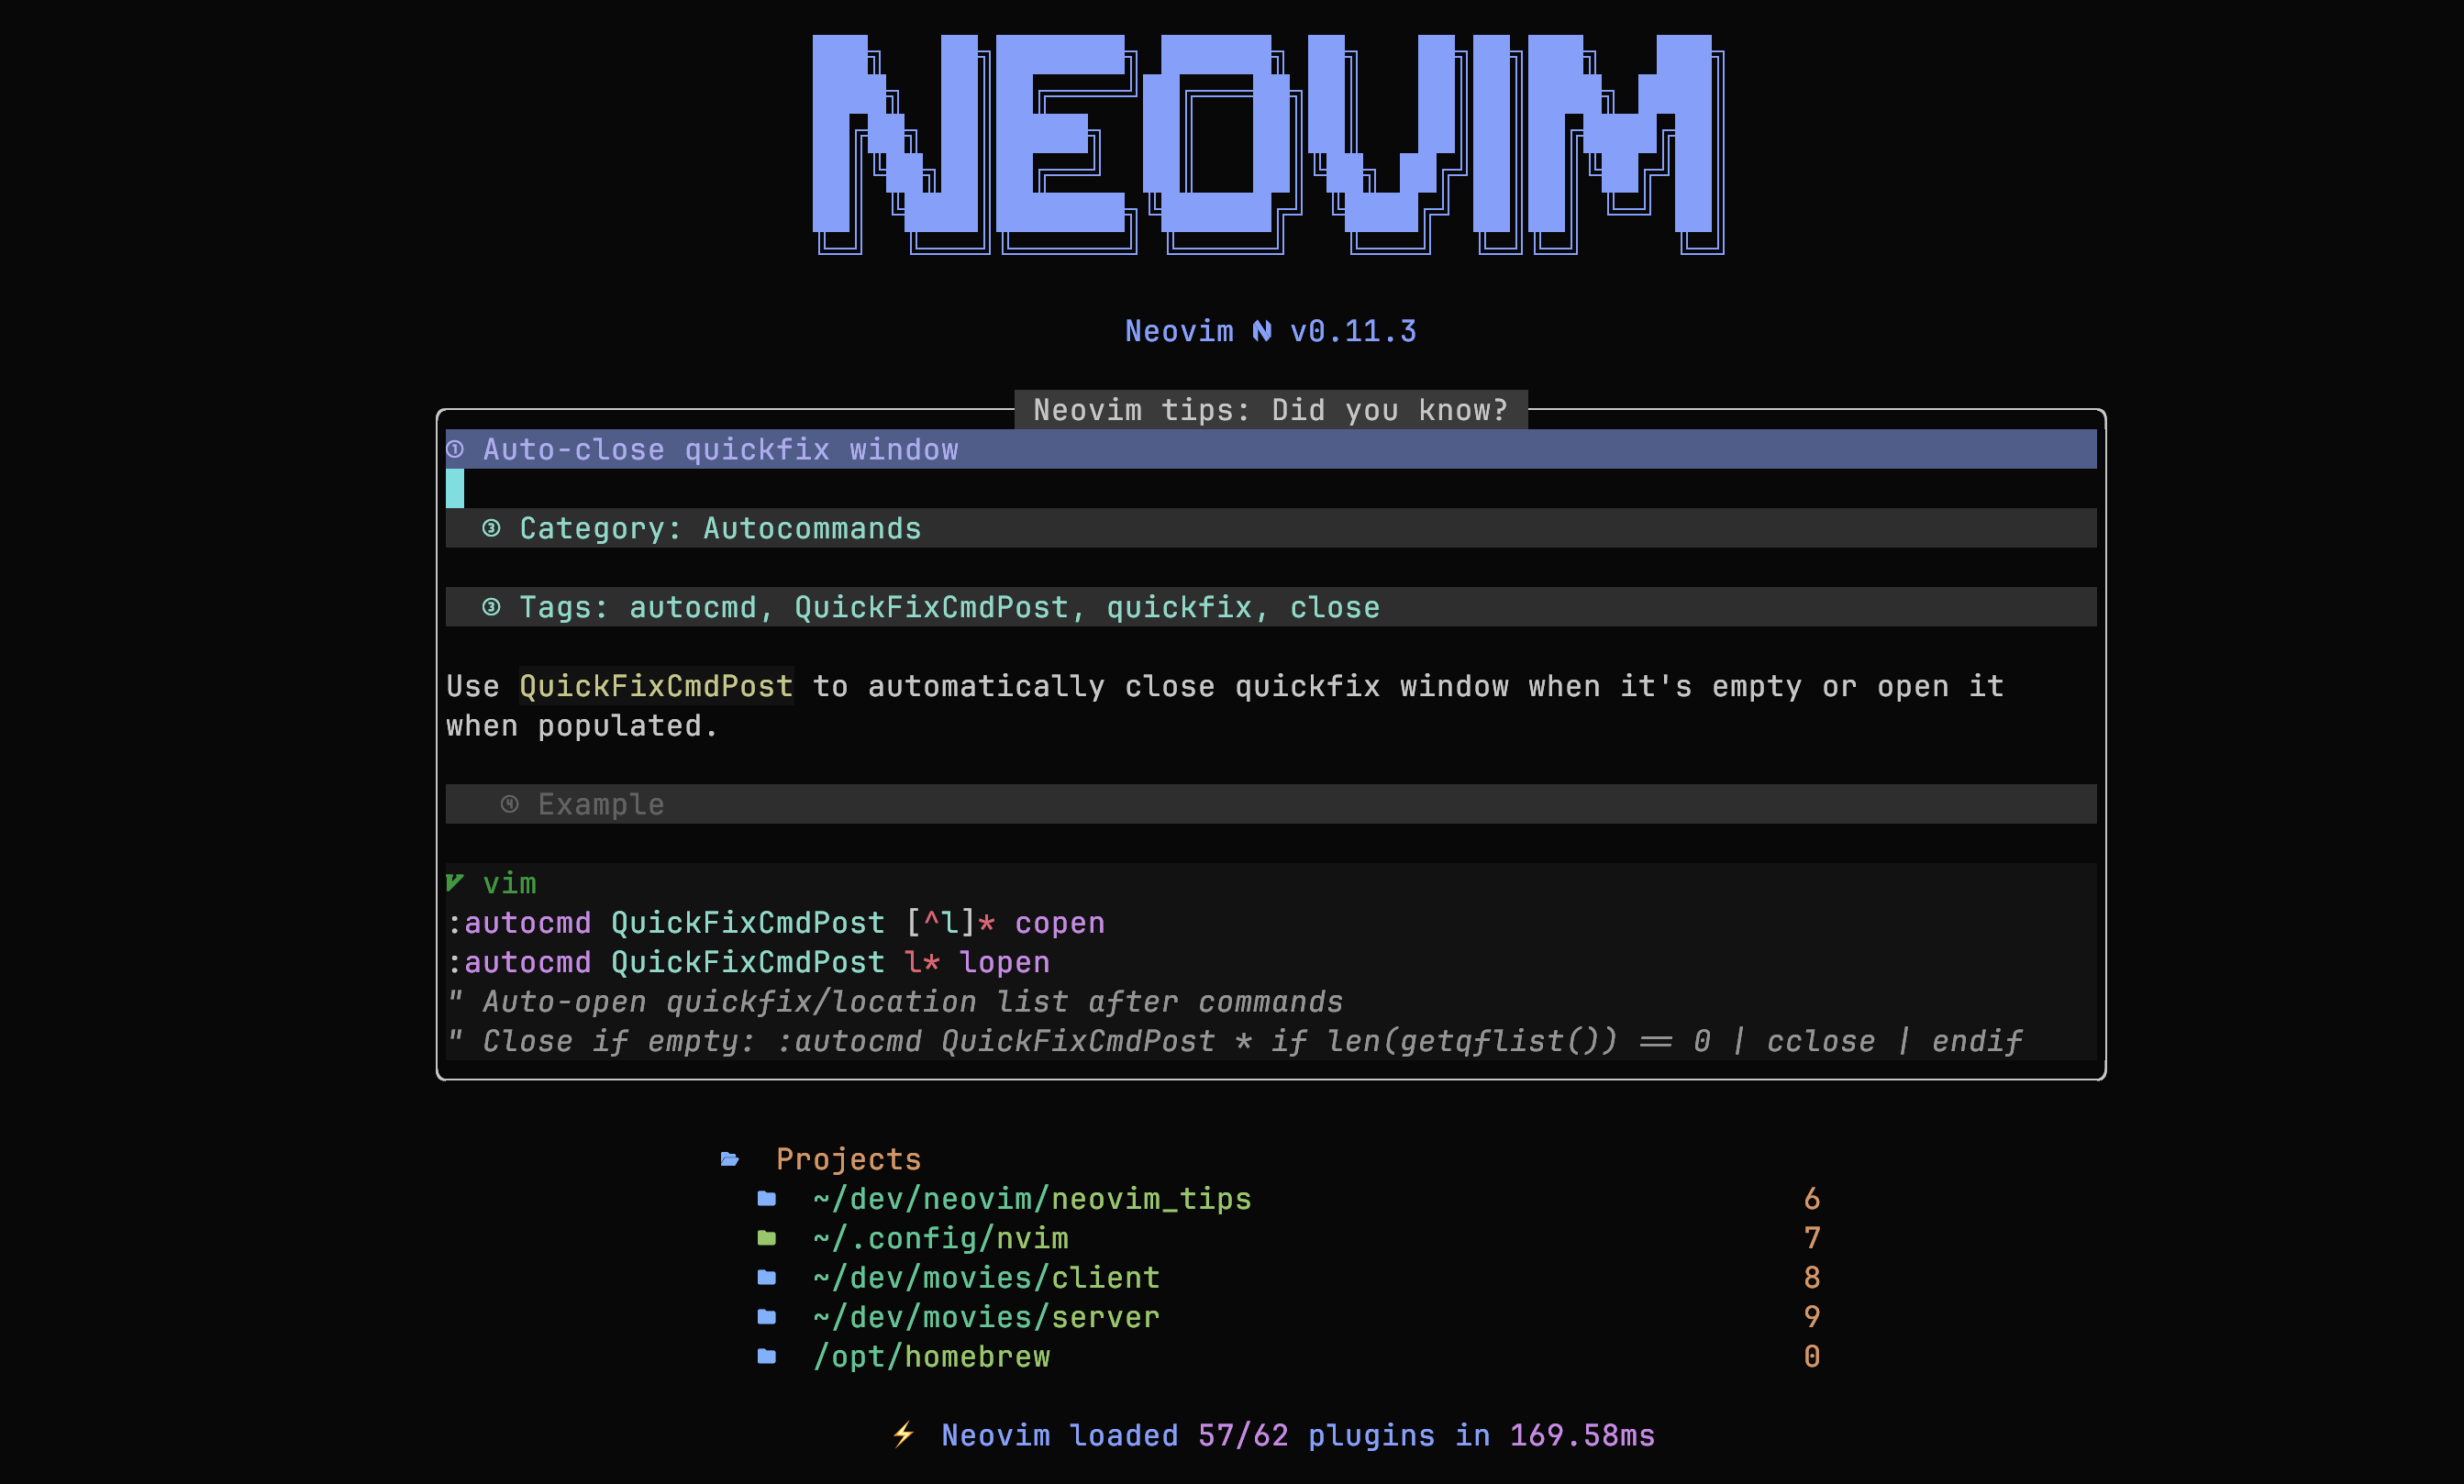 NEOVIM
Neovim v0.11.3
Neovim tips: Did you know?
① Auto-close quickfix window
③ Category: Autocommands
③ Tags: autocmd, QuickFixCmdPost, quickfix, close
Use QuickFixCmdPost to automatically close quickfix window when it's empty or open it
when populated.
④ Example
vim
:autocmd QuickFixCmdPost [^l]* copen
:autocmd QuickFixCmdPost l* lopen
" Auto-open quickfix/location list after commands
" Close if empty: :autocmd QuickFixCmdPost * if len(getqflist()) == 0 | cclose | endif
Projects
~/dev/neovim/neovim_tips 6
~/.config/nvim 7
~/dev/movies/client 8
~/dev/movies/server 9
/opt/homebrew 0
⚡ Neovim loaded 57/62 plugins in 169.58ms